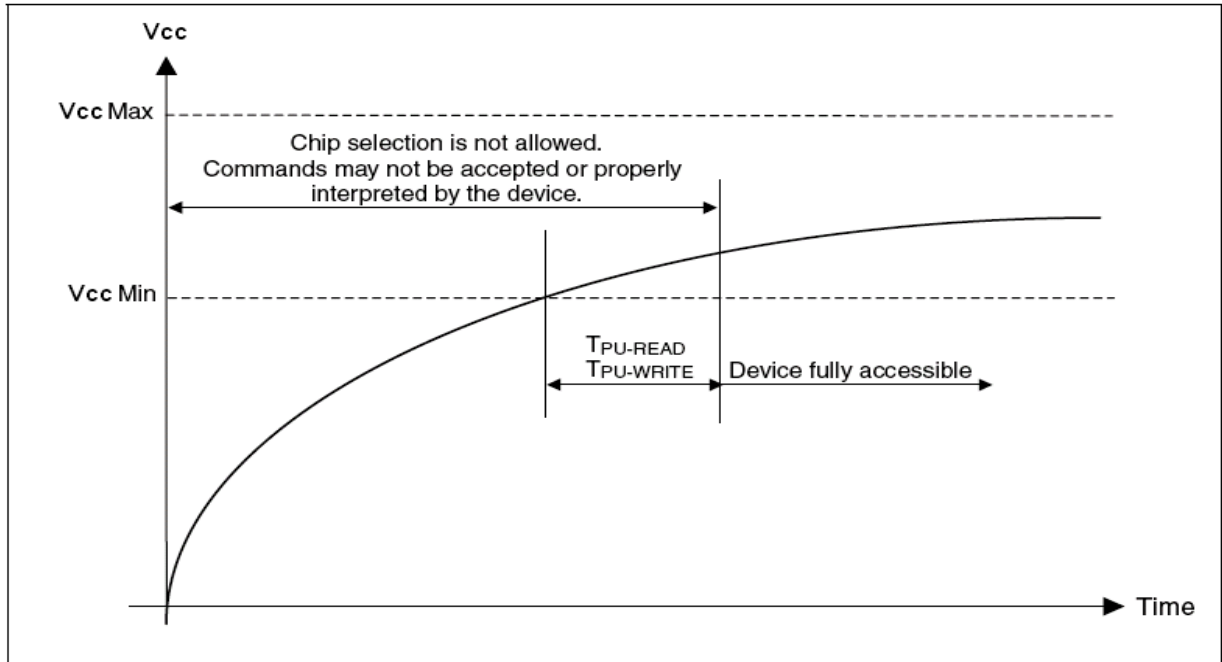 Vcc
Vcc Max
Chip selection is not allowed.
Commands may not be accepted or properly
interpreted by the device.
Vcc Min
TPU-READ
TPU-WRITE
Device fully accessible
Time